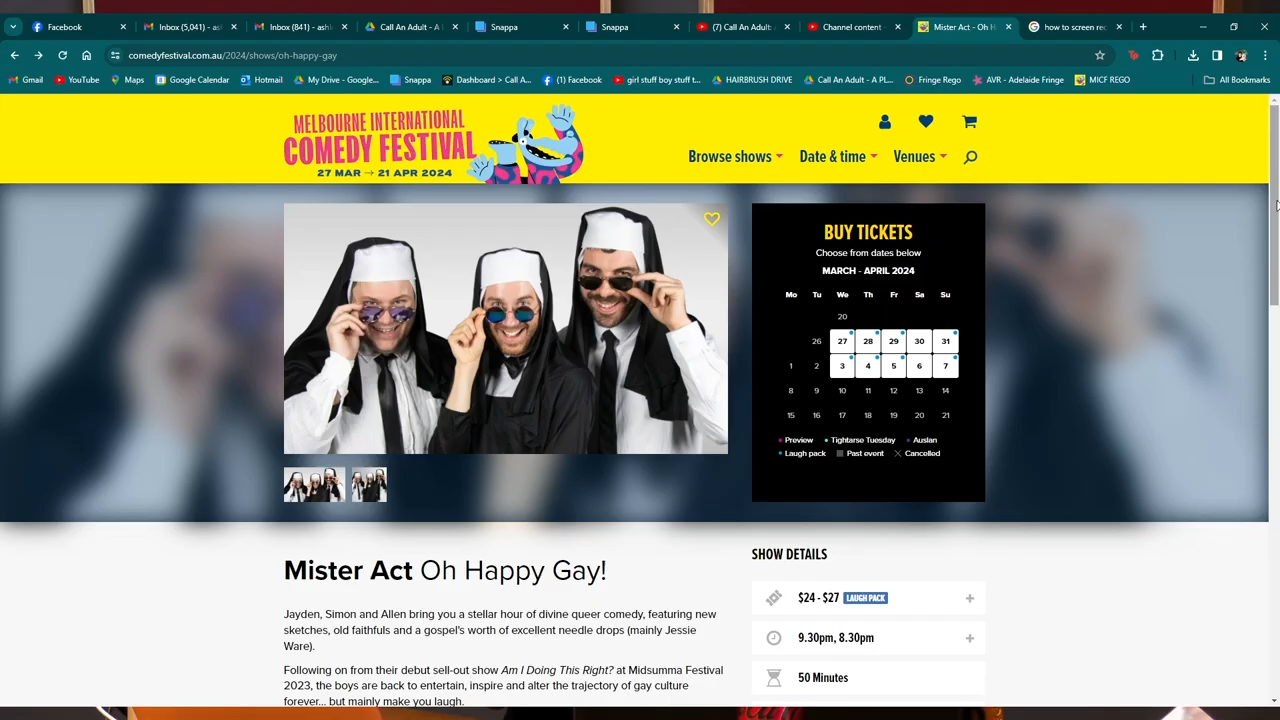 Facebook
Inbox (5,041) - ash
Inbox (841) - ashi
Call An Adult - A
Snappa
Snappa
(7) Call An Adult:
Channel content -
Mister Act - Oh H
how to screen rec
comedyfestival.com.au/2024/shows/oh-happy-gay
Gmail
YouTube
Maps
Google Calendar
Hotmail
My Drive - Google...
Snappa
Dashboard > Call A...
(1) Facebook
girl stuff boy stuff t...
HAIRBRUSH DRIVE
Call An Adult - A PL...
Fringe Rego
AVR - Adelaide Fringe
MICF REGO
All Bookmarks
MELBOURNE INTERNATIONAL
COMEDY FESTIVAL
27 MAR → 21 APR 2024
Browse shows
Date & time
Venues
BUY TICKETS
Choose from dates below
MARCH - APRIL 2024
Mo Tu We Th Fr Sa Su
20
26 27 28 29 30 31
1 2 3 4 5 6 7
8 9 10 11 12 13 14
15 16 17 18 19 20 21
Preview Tightarse Tuesday Auslan
Laugh pack Past event Cancelled
Mister Act Oh Happy Gay!
Jayden, Simon and Allen bring you a stellar hour of divine queer comedy, featuring new
sketches, old faithfuls and a gospel's worth of excellent needle drops (mainly Jessie
Ware).
Following on from their debut sell-out show Am I Doing This Right? at Midsumma Festival
2023, the boys are back to entertain, inspire and alter the trajectory of gay culture
forever... but mainly make you laugh.
SHOW DETAILS
$24 - $27 LAUGH PACK
9.30pm, 8.30pm
50 Minutes